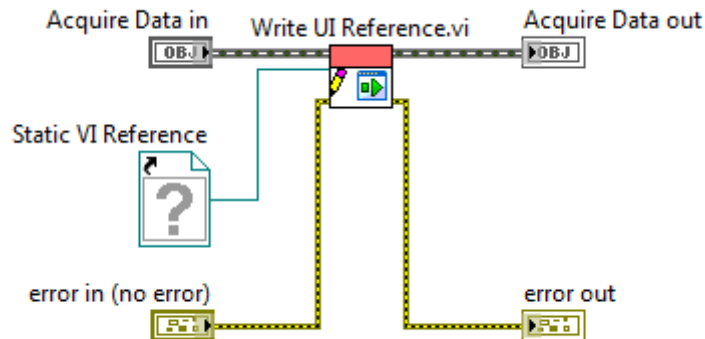 Acquire Data in
Write UI Reference.vi
Acquire Data out
OBJ
OBJ
Static VI Reference
?
error in (no error)
error out